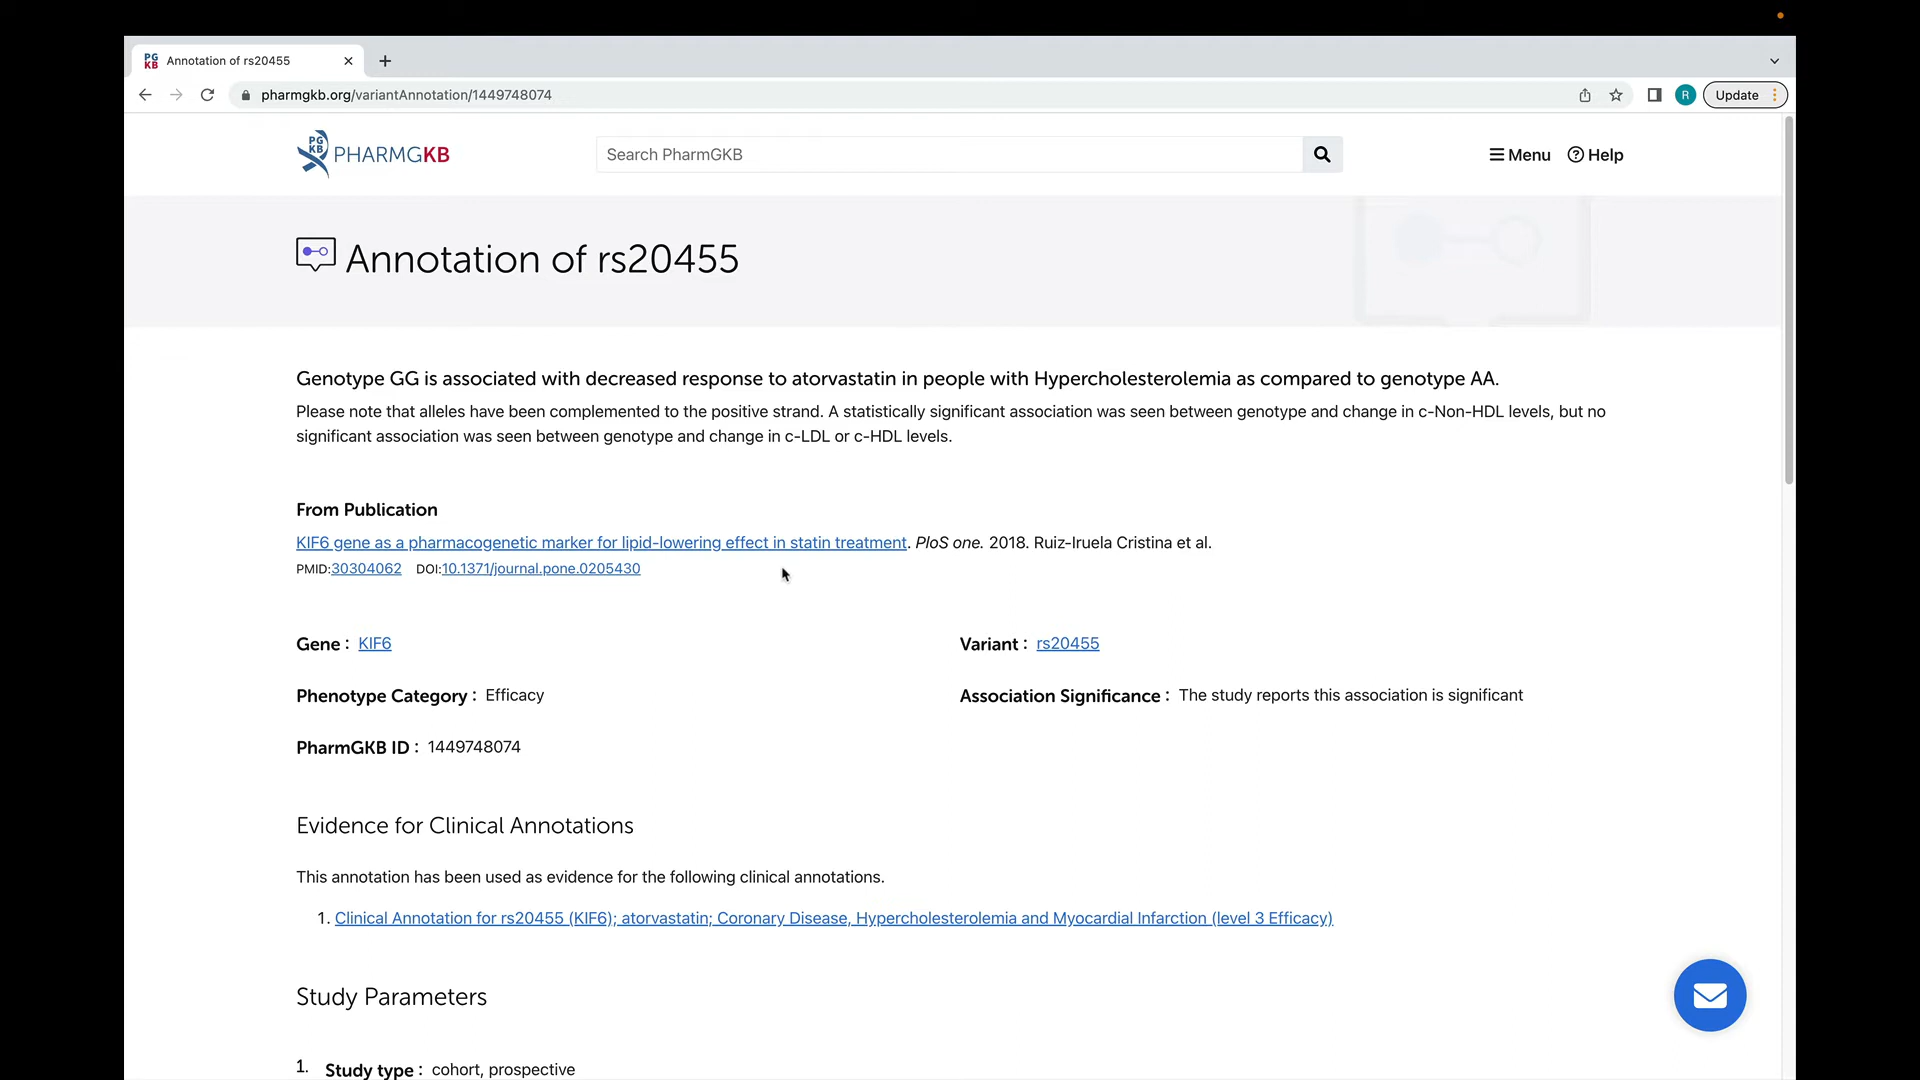 PG
KB
Annotation of rs20455
pharmgkb.org/variantAnnotation/1449748074
R
Update
PG
KB
PHARMGKB
Search PharmGKB
Menu
Help
Annotation of rs20455
Genotype GG is associated with decreased response to atorvastatin in people with Hypercholesterolemia as compared to genotype AA.
Please note that alleles have been complemented to the positive strand. A statistically significant association was seen between genotype and change in c-Non-HDL levels, but no
significant association was seen between genotype and change in c-LDL or c-HDL levels.
From Publication
KIF6 gene as a pharmacogenetic marker for lipid-lowering effect in statin treatment. PloS one. 2018. Ruiz-Iruela Cristina et al.
PMID:30304062 DOI:10.1371/journal.pone.0205430
Gene : KIF6
Variant : rs20455
Phenotype Category : Efficacy
Association Significance : The study reports this association is significant
PharmGKB ID : 1449748074
Evidence for Clinical Annotations
This annotation has been used as evidence for the following clinical annotations.
1. Clinical Annotation for rs20455 (KIF6); atorvastatin; Coronary Disease, Hypercholesterolemia and Myocardial Infarction (level 3 Efficacy)
Study Parameters
1. Study type : cohort, prospective